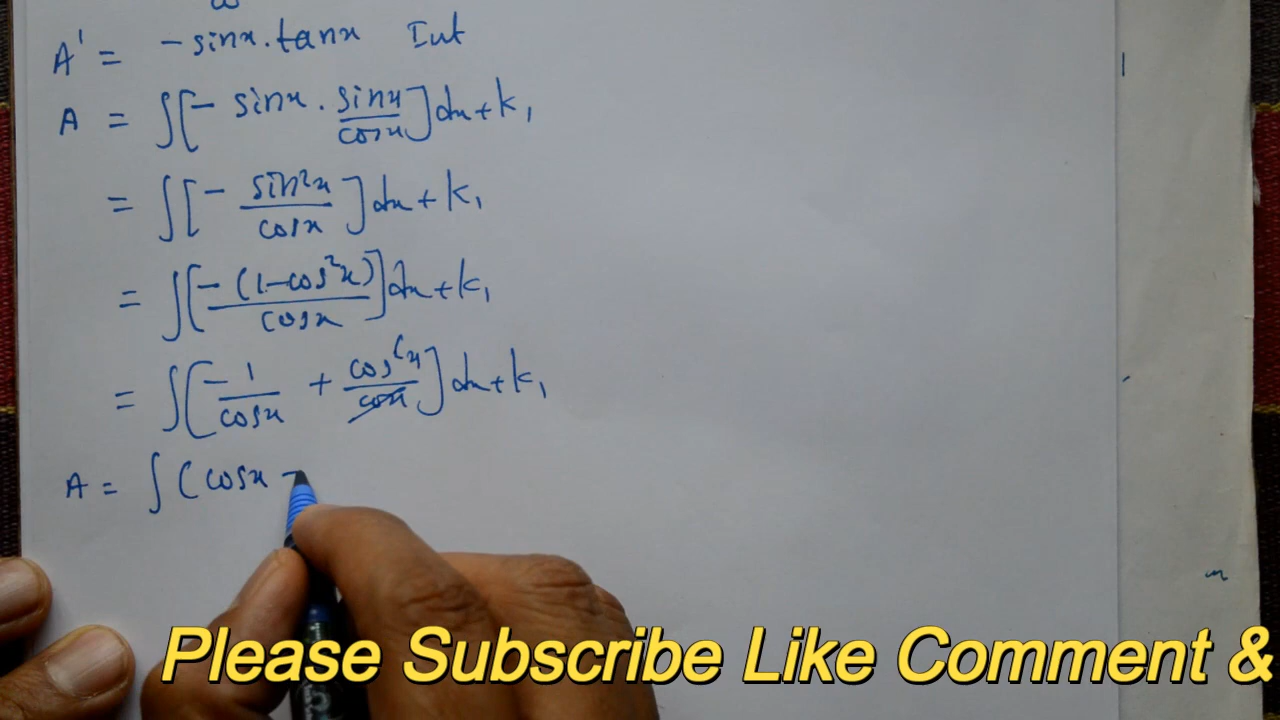 A' = - sinx . tanx Int
A = ∫[- sinx . sinx/cosx] dx + k₁
= ∫[- sin²x/cosx] dx + k₁
= ∫[-(1-cos²x)/cosx] dx + k₁
= ∫[-1/cosx + cos²x/cosx] dx + k₁
A = ∫(cosx -
Please Subscribe Like Comment &